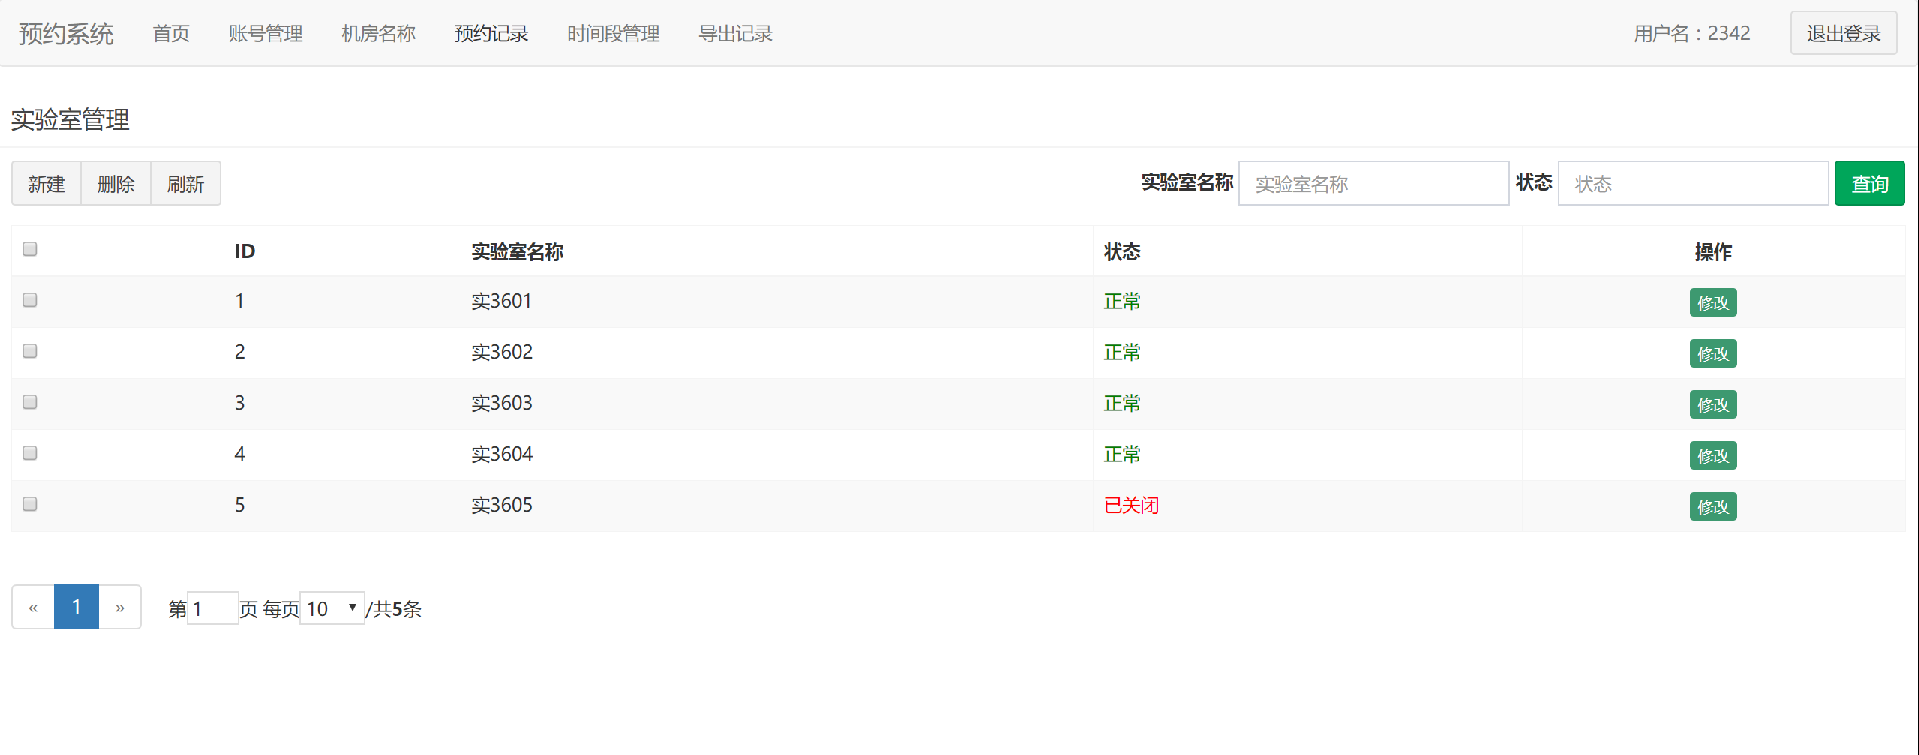 预约系统 首页 账号管理 机房名称 预约记录 时间段管理 导出记录 用户名：2342 退出登录
实验室管理
新建 删除 刷新 实验室名称 实验室名称 状态 状态 查询
ID 实验室名称 状态 操作
1 实3601 正常 修改
2 实3602 正常 修改
3 实3603 正常 修改
4 实3604 正常 修改
5 实3605 已关闭 修改
« 1 » 第1页 每页10 /共5条